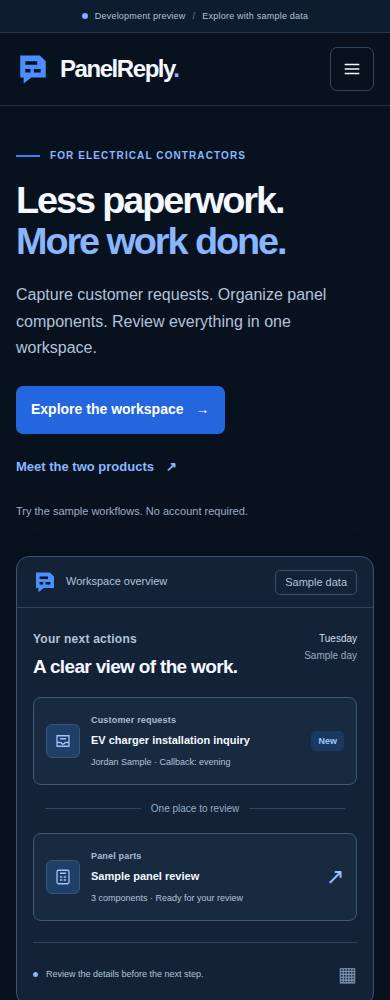 Development preview / Explore with sample data
PanelReply.
FOR ELECTRICAL CONTRACTORS
Less paperwork.
More work done.
Capture customer requests. Organize panel
components. Review everything in one
workspace.
Explore the workspace →
Meet the two products ↗
Try the sample workflows. No account required.
Workspace overview
Sample data
Your next actions
Tuesday
A clear view of the work.
Sample day
Customer requests
EV charger installation inquiry
New
Jordan Sample · Callback: evening
One place to review
Panel parts
Sample panel review ↗
3 components · Ready for your review
Review the details before the next step.